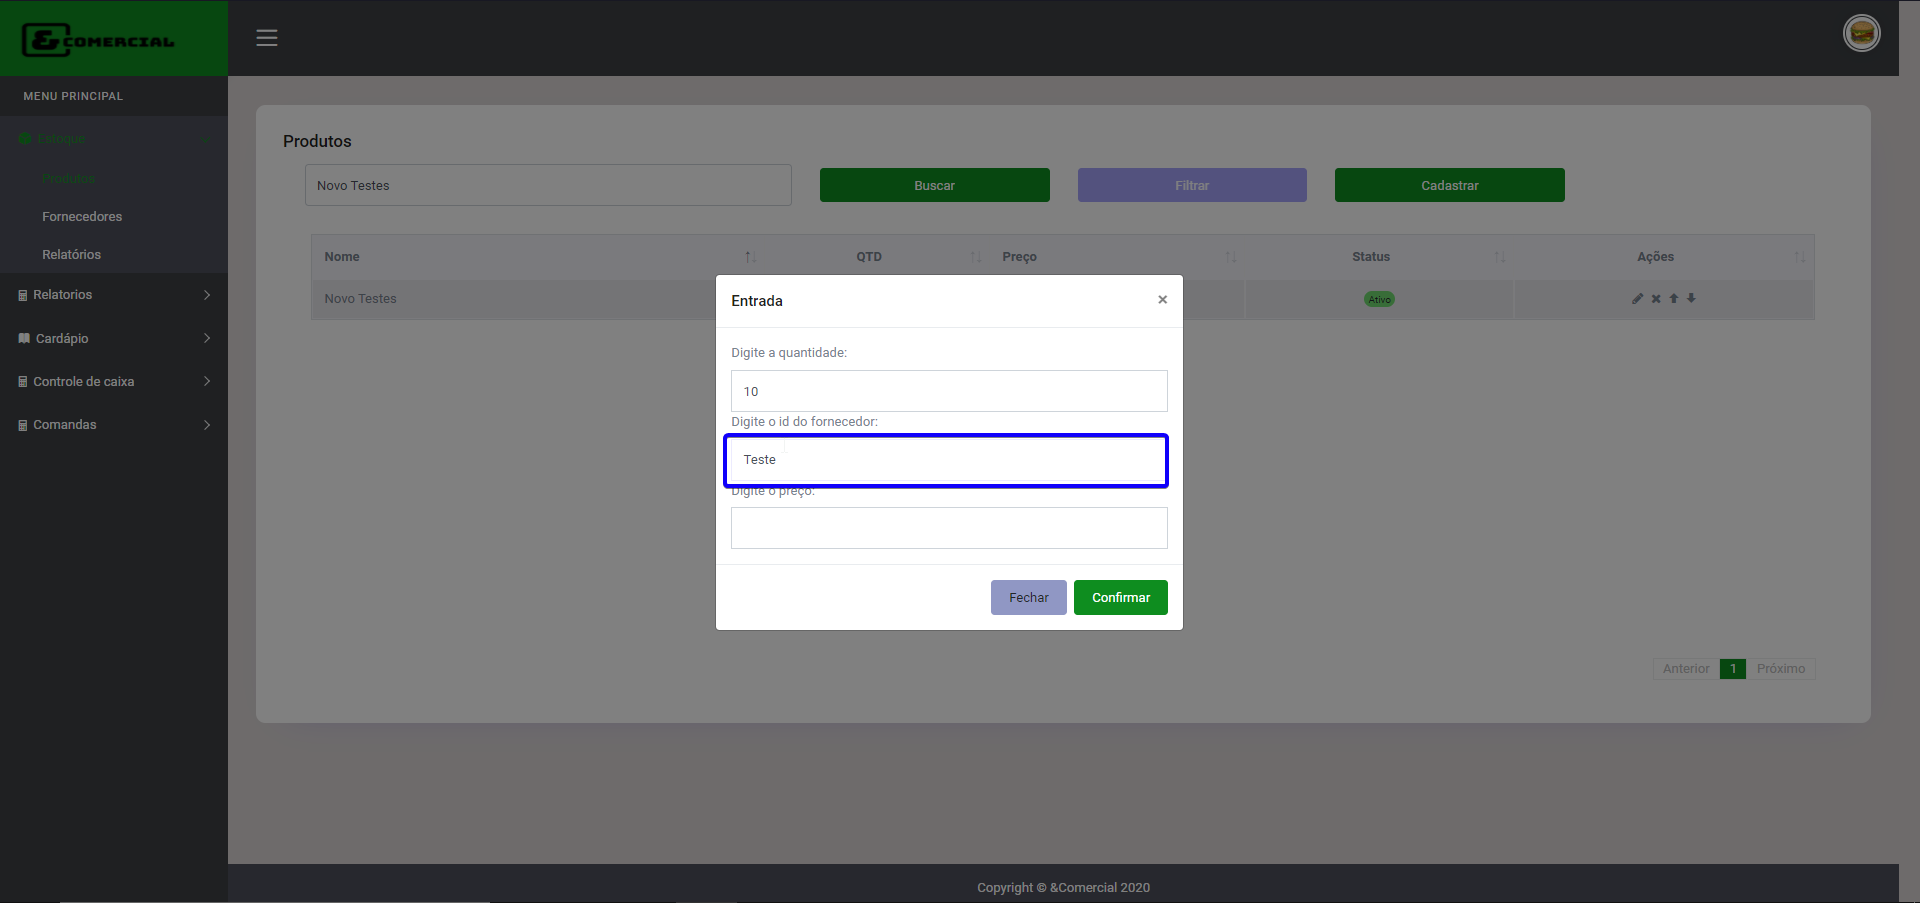 & COMERCIAL
MENU PRINCIPAL
Estoque
Produtos
Fornecedores
Relatórios
Relatorios
Cardápio
Controle de caixa
Comandas
Produtos
Novo Testes
Buscar
Filtrar
Cadastrar
Nome
QTD
Preço
Status
Ações
Novo Testes
Ativo
Entrada
×
Digite a quantidade:
10
Digite o id do fornecedor:
Teste
Digite o preço:
Fechar
Confirmar
Anterior
1
Próximo
Copyright © &Comercial 2020